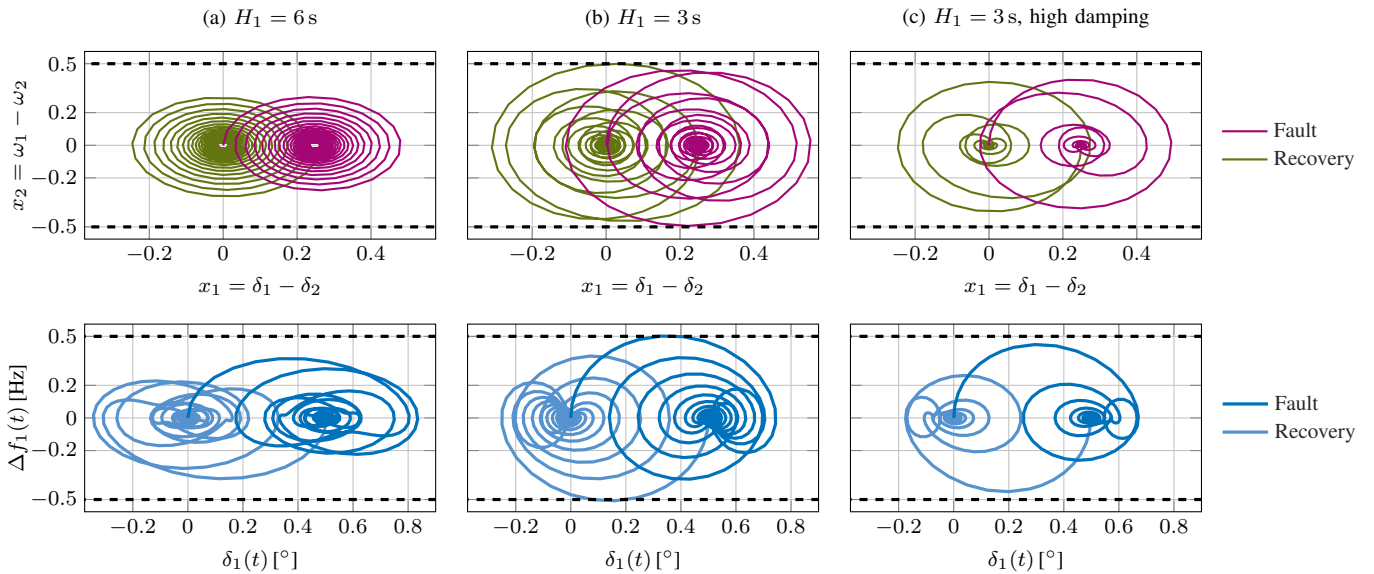 (a) H₁ = 6 s
(b) H₁ = 3 s
(c) H₁ = 3 s, high damping
x₂ = ω₁ − ω₂
0.5
0.2
0
−0.2
−0.5
−0.2 0 0.2 0.4
x₁ = δ₁ − δ₂
−0.2 0 0.2 0.4
x₁ = δ₁ − δ₂
−0.2 0 0.2 0.4
x₁ = δ₁ − δ₂
Fault
Recovery
Δf₁(t) [Hz]
0.5
0.2
0
−0.2
−0.5
−0.2 0 0.2 0.4 0.6 0.8
δ₁(t) [°]
−0.2 0 0.2 0.4 0.6 0.8
δ₁(t) [°]
−0.2 0 0.2 0.4 0.6 0.8
δ₁(t) [°]
Fault
Recovery